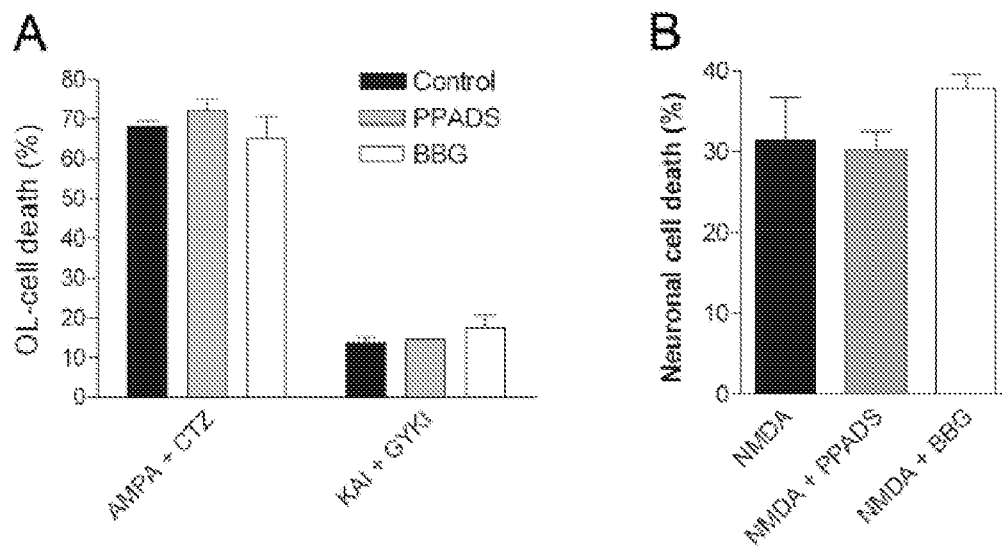 A
OL-cell death (%)
80
70
60
50
40
30
20
10
0
Control
PPADS
BBG
AMPA + CTZ
KAI + GYKI
B
Neuronal cell death (%)
40
30
20
10
0
NMDA
NMDA + PPADS
NMDA + BBG